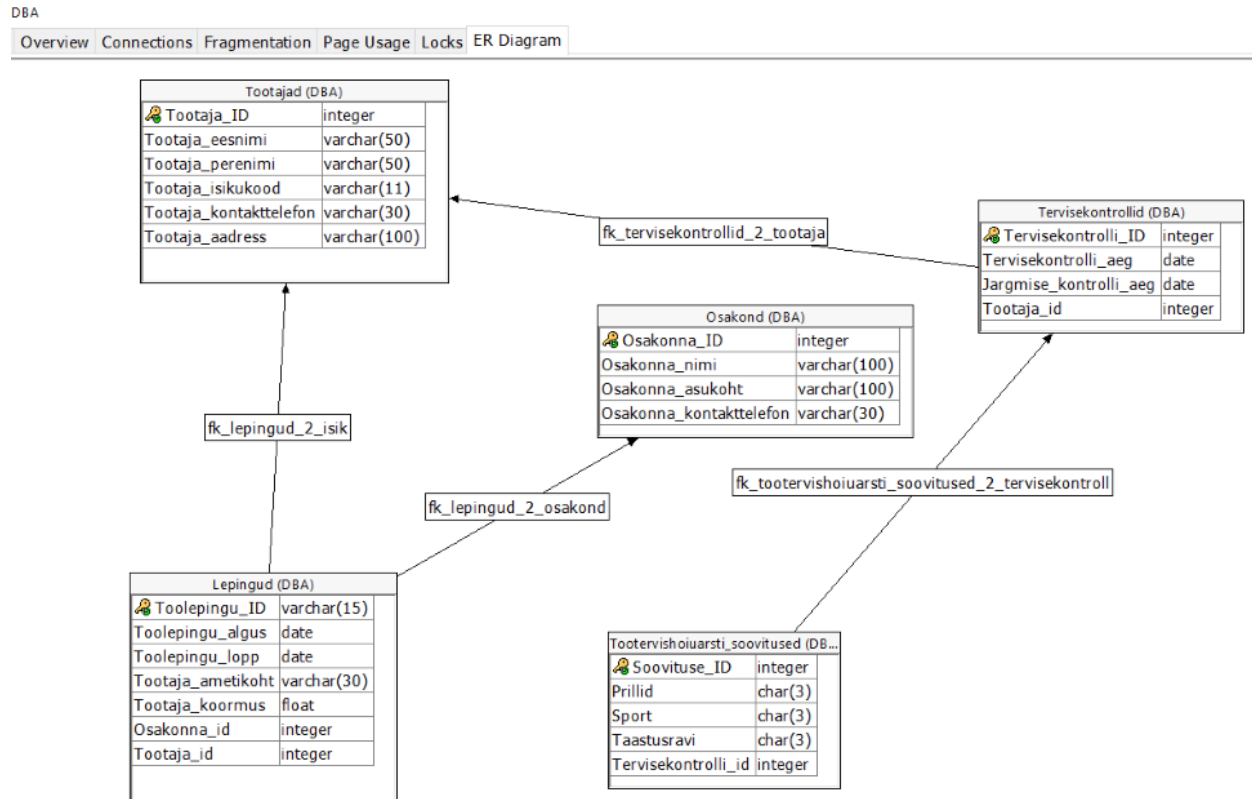 DBA
Overview Connections Fragmentation Page Usage Locks ER Diagram
Tootajad (DBA)
Tootaja_ID integer
Tootaja_eesnimi varchar(50)
Tootaja_perenimi varchar(50)
Tootaja_isikukood varchar(11)
Tootaja_kontakttelefon varchar(30)
Tootaja_aadress varchar(100)
fk_tervisekontrollid_2_tootaja
Tervisekontrollid (DBA)
Tervisekontrolli_ID integer
Tervisekontrolli_aeg date
Jargmise_kontrolli_aeg date
Tootaja_id integer
Osakond (DBA)
Osakonna_ID integer
Osakonna_nimi varchar(100)
Osakonna_asukoht varchar(100)
Osakonna_kontakttelefon varchar(30)
fk_lepingud_2_isik
fk_lepingud_2_osakond
fk_tootervishoiuarsti_soovitused_2_tervisekontroll
Lepingud (DBA)
Toolepingu_ID varchar(15)
Toolepingu_algus date
Toolepingu_lopp date
Tootaja_ametikoht varchar(30)
Tootaja_koormus float
Osakonna_id integer
Tootaja_id integer
Tootervishoiuarsti_soovitused (DB...
Soovituse_ID integer
Prillid char(3)
Sport char(3)
Taastusravi char(3)
Tervisekontrolli_id integer